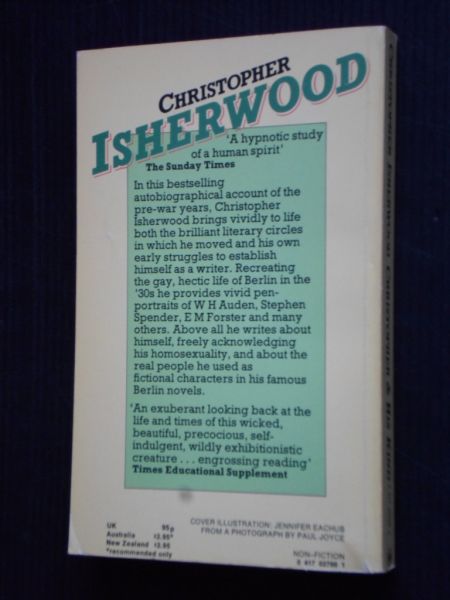 CHRISTOPHER
ISHERWOOD
'A hypnotic study
of a human spirit'
The Sunday Times
In this bestselling
autobiographical account of the
pre-war years, Christopher
Isherwood brings vividly to life
both the brilliant literary circles
in which he moved and his own
early struggles to establish
himself as a writer. Recreating
the gay, hectic life of Berlin in the
'30s he provides vivid pen-
portraits of W H Auden, Stephen
Spender, E M Forster and many
others. Above all he writes about
himself, freely acknowledging
his homosexuality, and about the
real people he used as
fictional characters in his famous
Berlin novels.
'An exuberant looking back at the
life and times of this wicked,
beautiful, precocious, self-
indulgent, wildly exhibitionistic
creature . . . engrossing reading'
Times Educational Supplement
UK 95p
Australia $2.95*
New Zealand $2.95
*recommended only
COVER ILLUSTRATION: JENNIFER EACHUS
FROM A PHOTOGRAPH BY PAUL JOYCE
NON-FICTION
CHRISTOPHER & HIS KIND